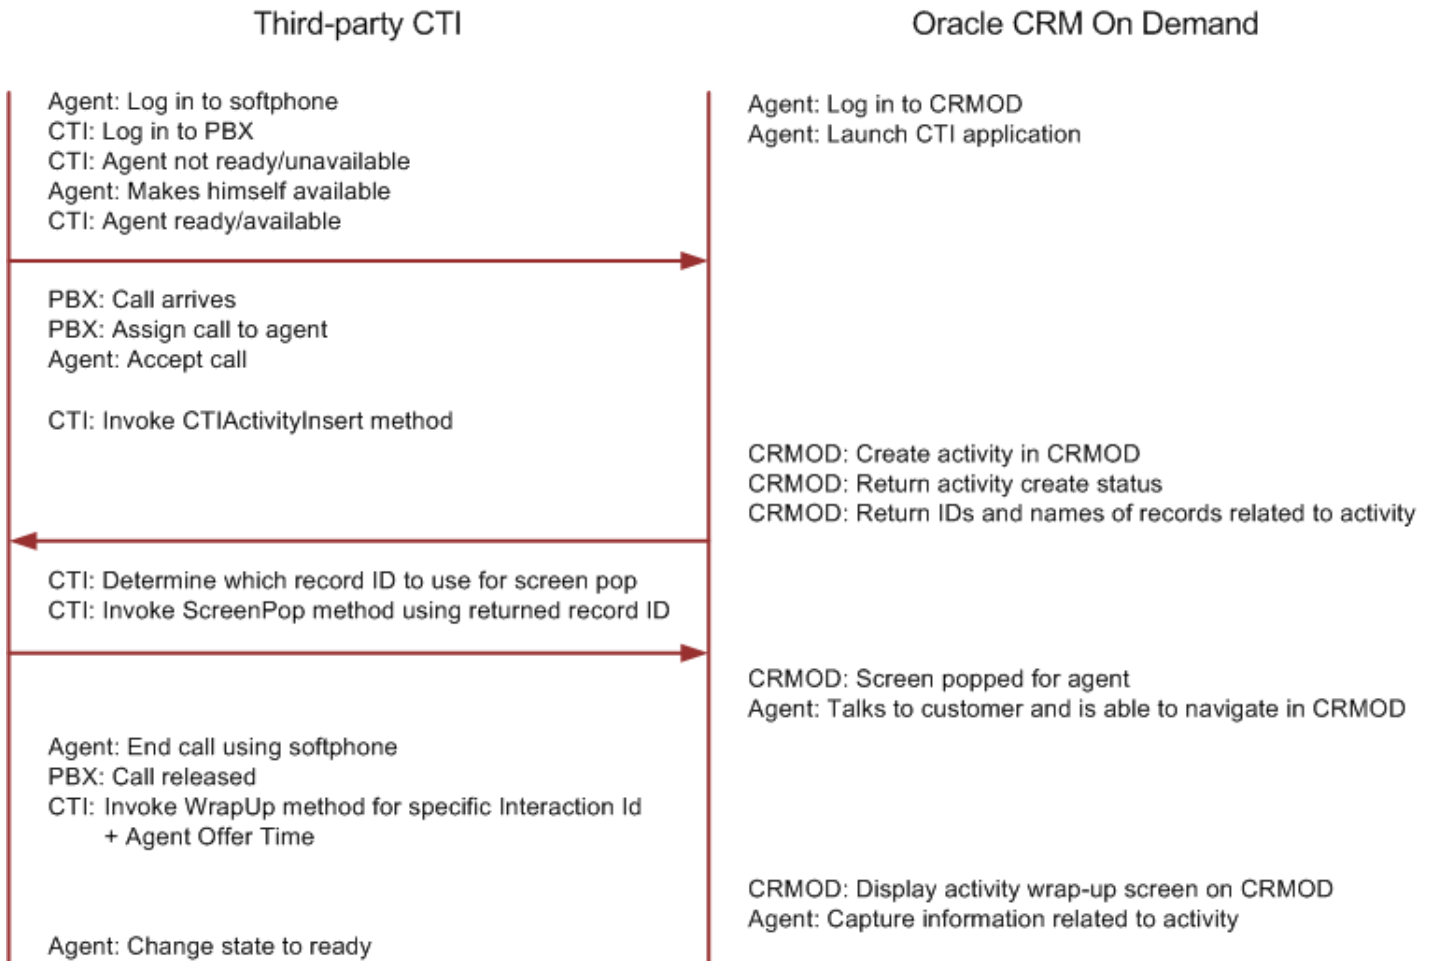 Third-party CTI
Oracle CRM On Demand
Agent: Log in to softphone
CTI: Log in to PBX
CTI: Agent not ready/unavailable
Agent: Makes himself available
CTI: Agent ready/available
Agent: Log in to CRMOD
Agent: Launch CTI application
PBX: Call arrives
PBX: Assign call to agent
Agent: Accept call
CTI: Invoke CTIActivityInsert method
CRMOD: Create activity in CRMOD
CRMOD: Return activity create status
CRMOD: Return IDs and names of records related to activity
CTI: Determine which record ID to use for screen pop
CTI: Invoke ScreenPop method using returned record ID
CRMOD: Screen popped for agent
Agent: Talks to customer and is able to navigate in CRMOD
Agent: End call using softphone
PBX: Call released
CTI: Invoke WrapUp method for specific Interaction Id
+ Agent Offer Time
CRMOD: Display activity wrap-up screen on CRMOD
Agent: Capture information related to activity
Agent: Change state to ready